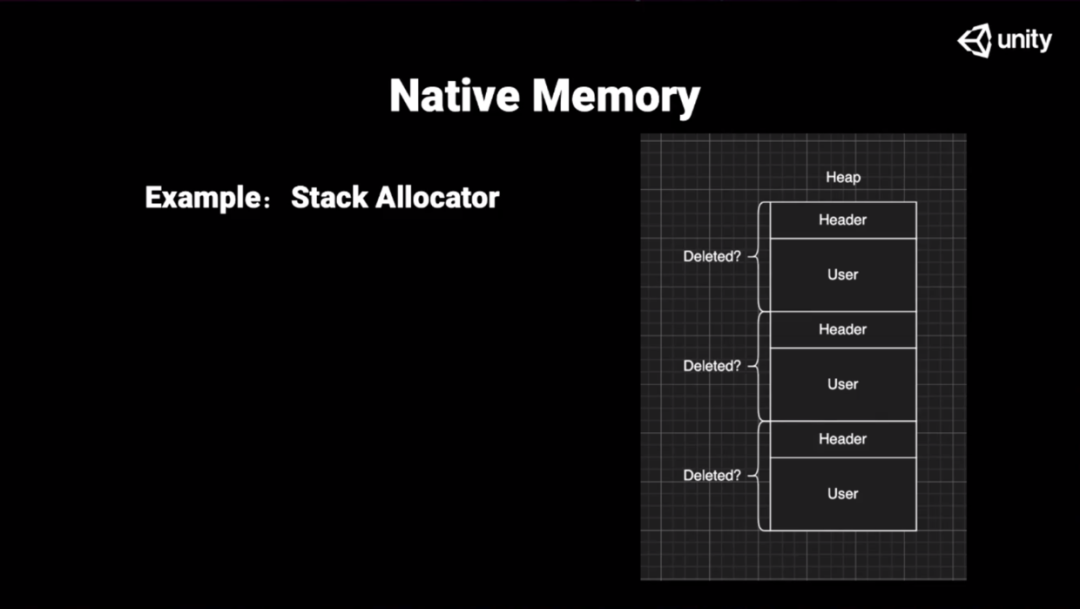 unity
Native Memory
Example： Stack Allocator
Heap
Header
Deleted?
User
Header
Deleted?
User
Header
Deleted?
User